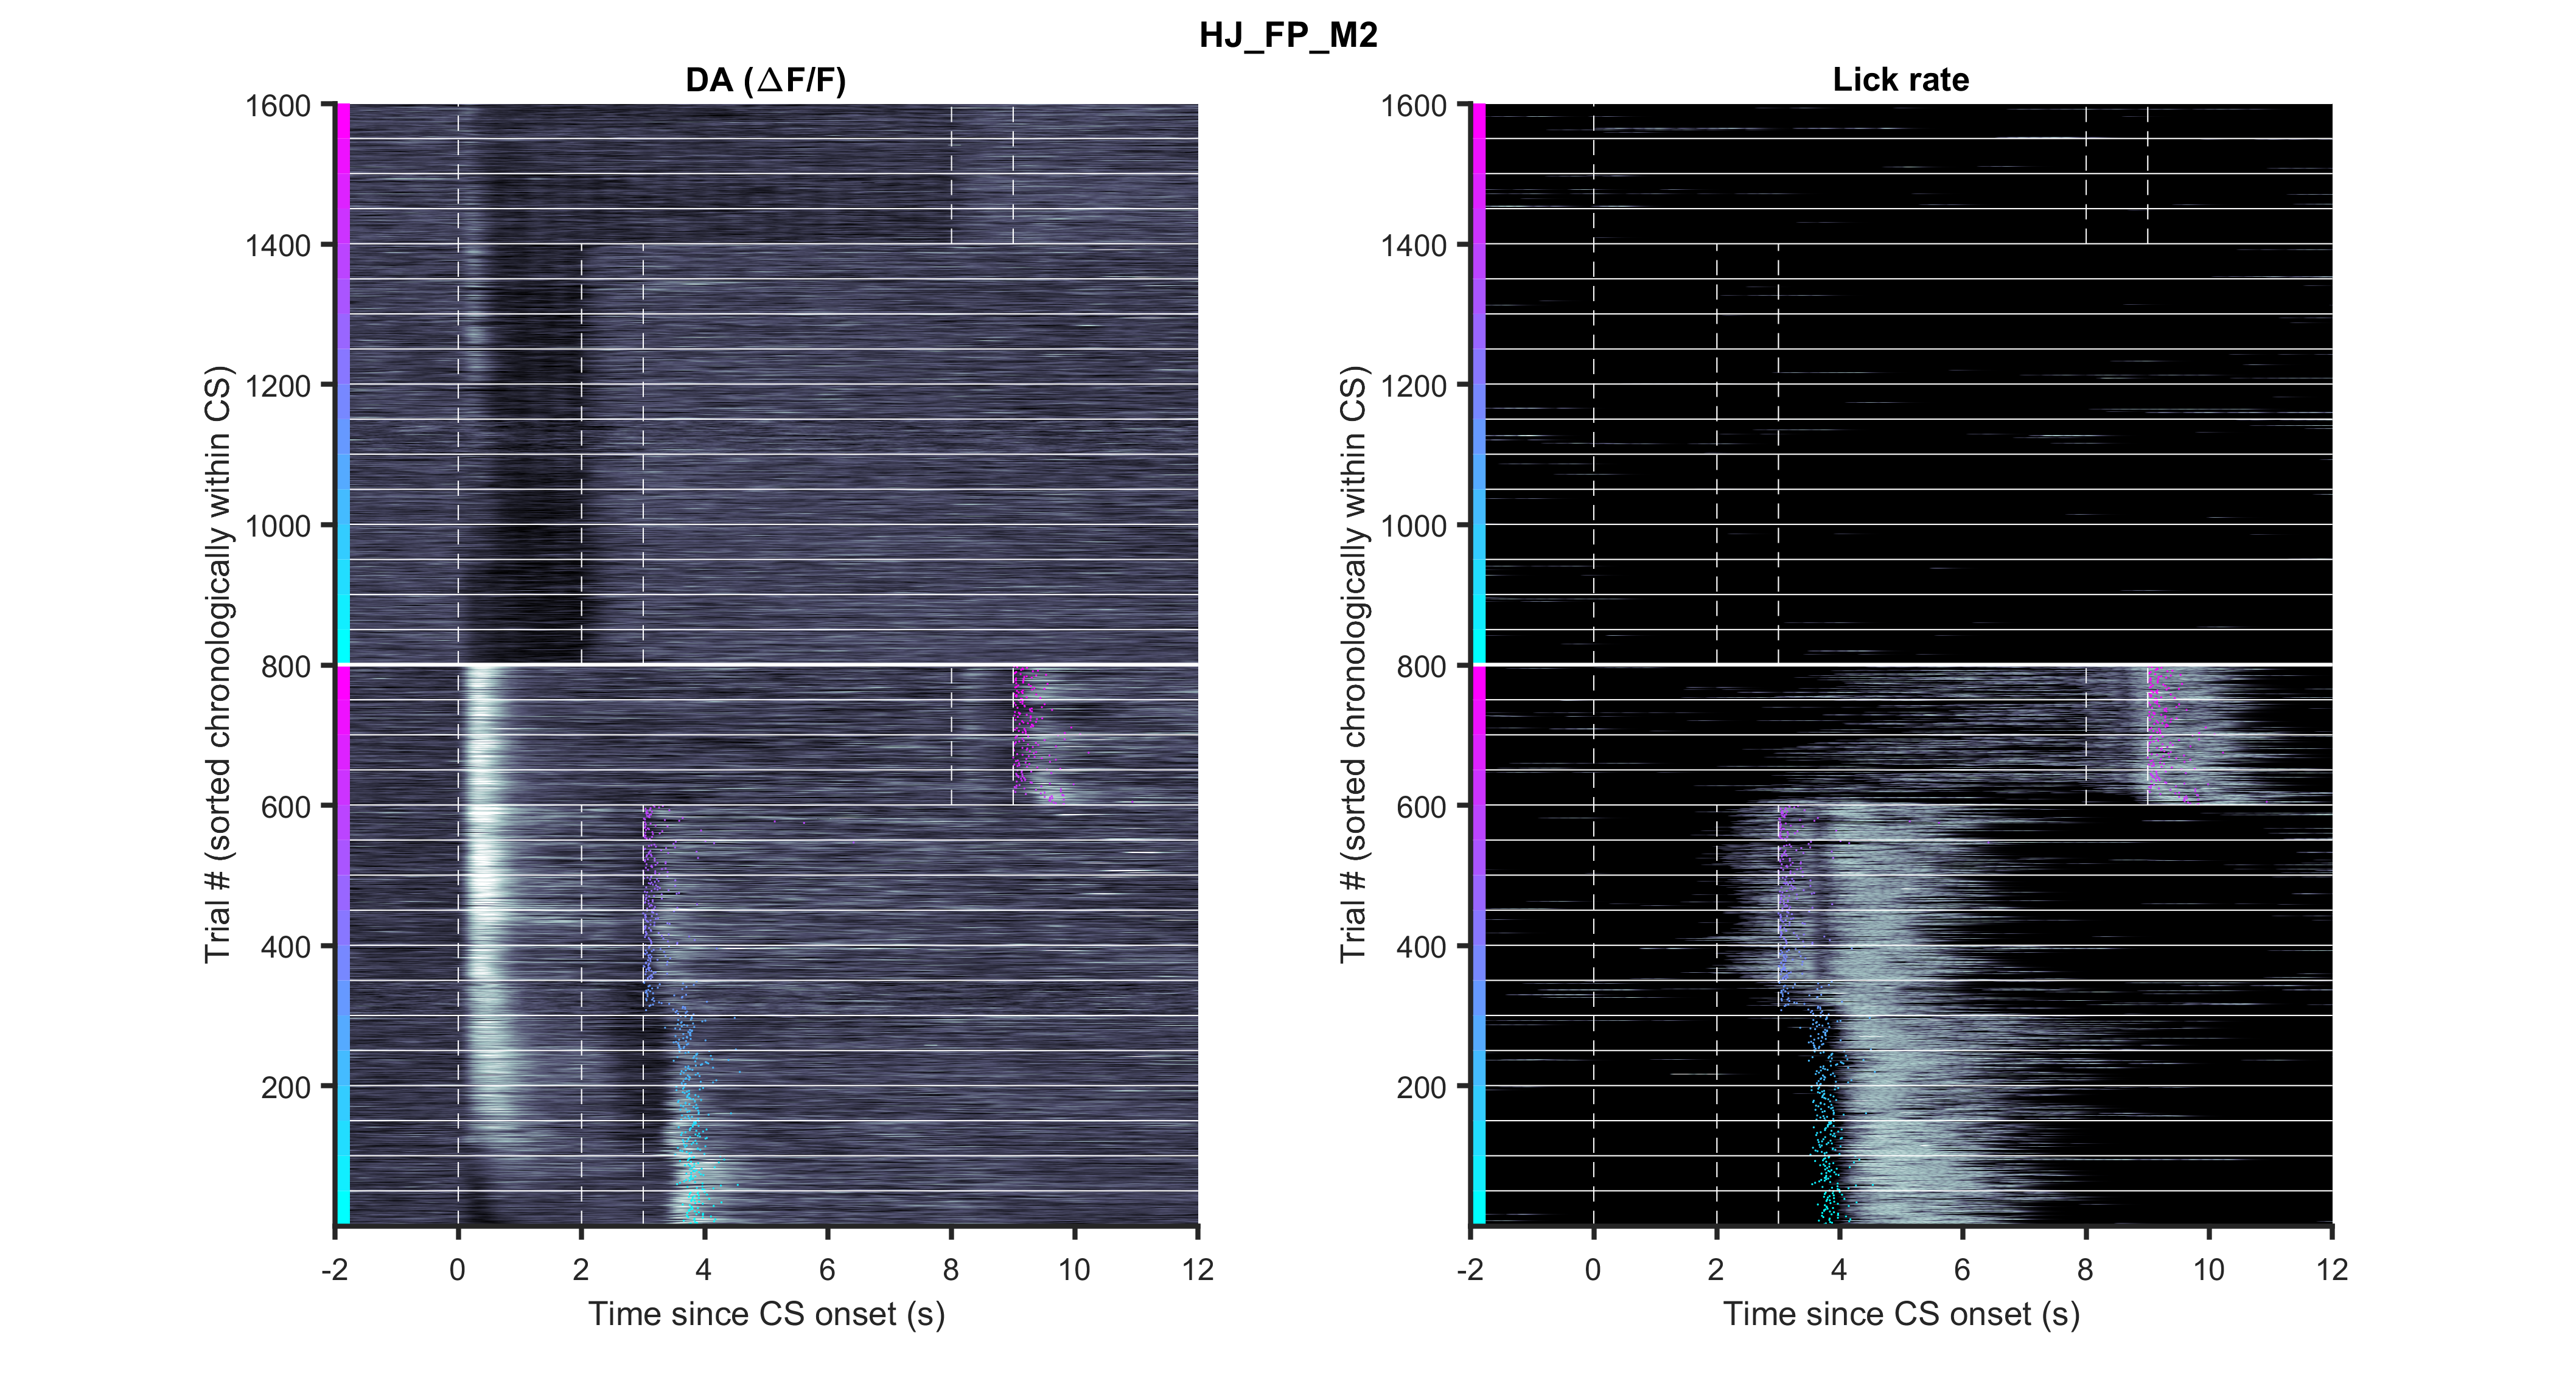 HJ_FP_M2
DA (ΔF/F)
Trial # (sorted chronologically within CS)
1600
1400
1200
1000
800
600
400
200
-2 0 2 4 6 8 10 12
Time since CS onset (s)
Lick rate
Trial # (sorted chronologically within CS)
1600
1400
1200
1000
800
600
400
200
-2 0 2 4 6 8 10 12
Time since CS onset (s)